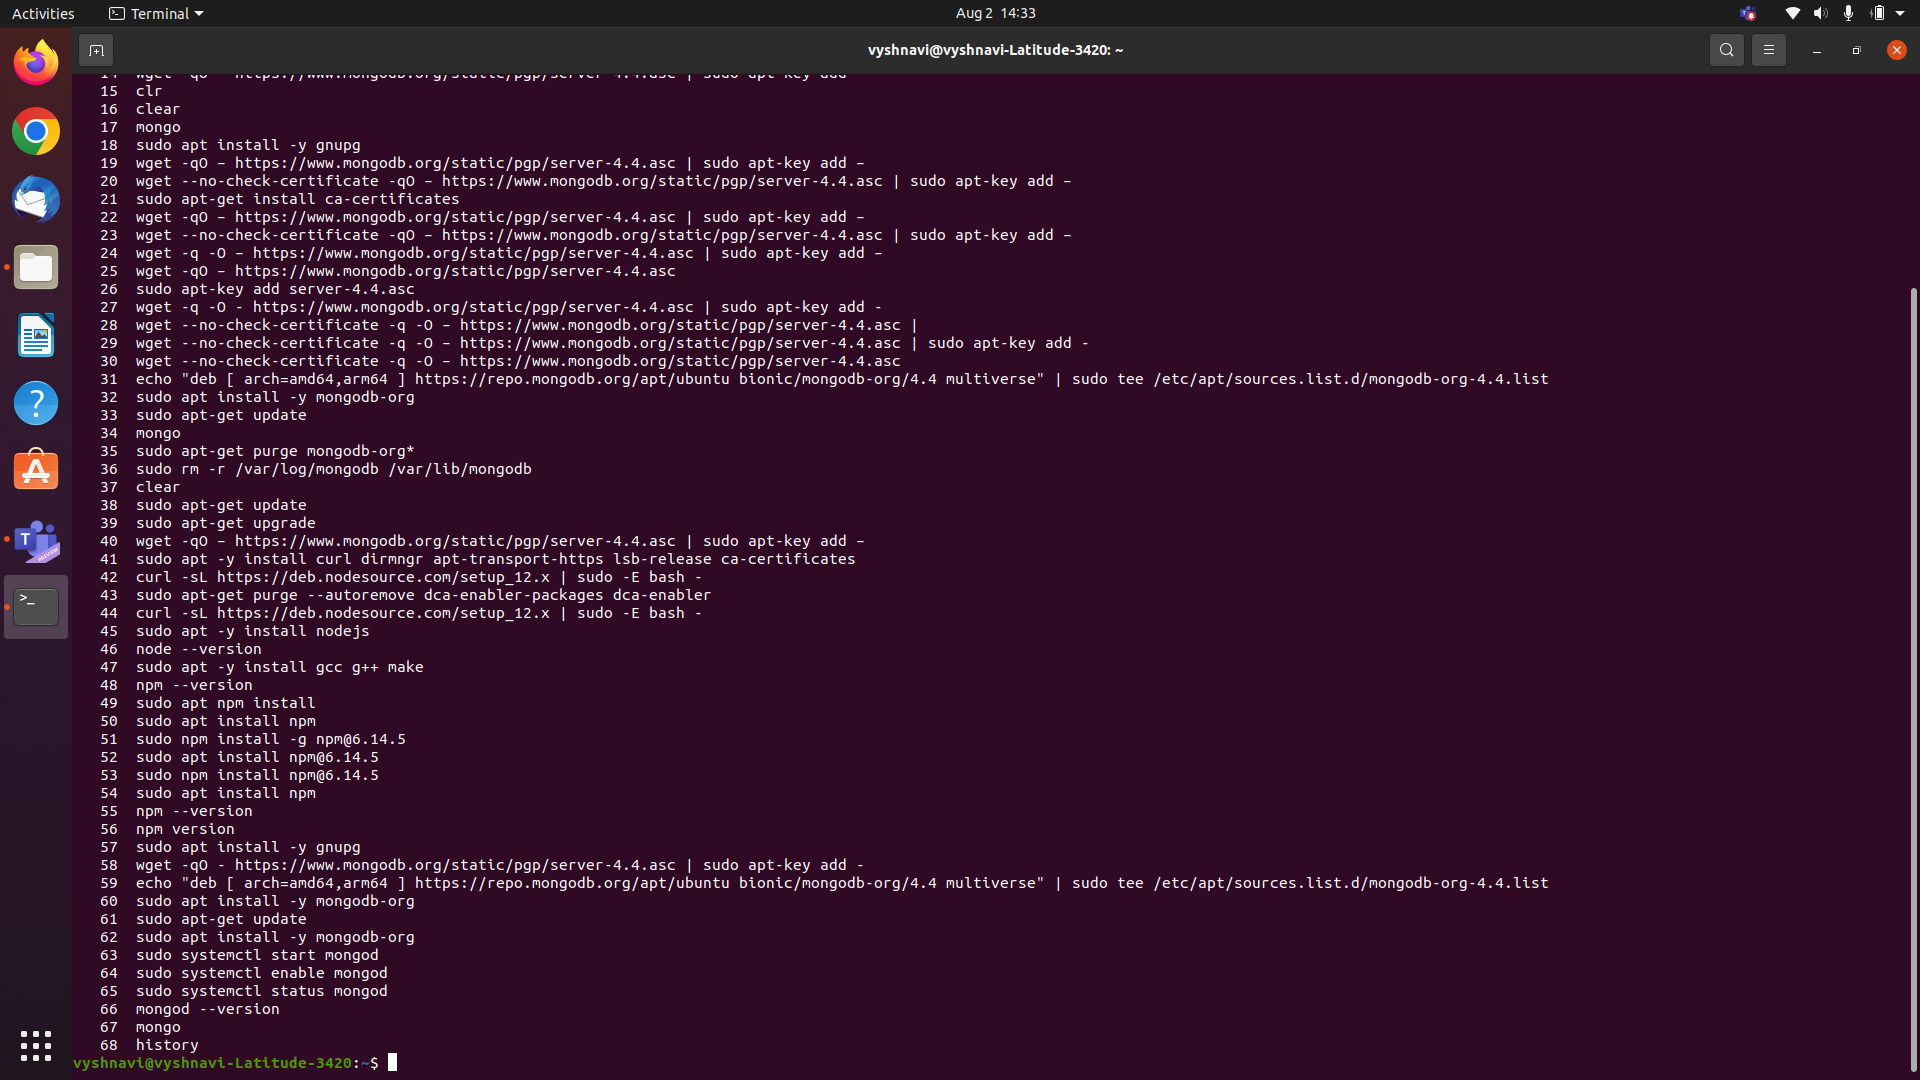 Activities
Terminal
Aug 2 14:33
vyshnavi@vyshnavi-Latitude-3420: ~
14 wget -qO – https://www.mongodb.org/static/pgp/server-4.4.asc | sudo apt-key add –
15 clr
16 clear
17 mongo
18 sudo apt install -y gnupg
19 wget -qO – https://www.mongodb.org/static/pgp/server-4.4.asc | sudo apt-key add –
20 wget --no-check-certificate -qO – https://www.mongodb.org/static/pgp/server-4.4.asc | sudo apt-key add –
21 sudo apt-get install ca-certificates
22 wget -qO – https://www.mongodb.org/static/pgp/server-4.4.asc | sudo apt-key add –
23 wget --no-check-certificate -qO – https://www.mongodb.org/static/pgp/server-4.4.asc | sudo apt-key add –
24 wget -q -O – https://www.mongodb.org/static/pgp/server-4.4.asc | sudo apt-key add –
25 wget -qO – https://www.mongodb.org/static/pgp/server-4.4.asc
26 sudo apt-key add server-4.4.asc
27 wget -q -O - https://www.mongodb.org/static/pgp/server-4.4.asc | sudo apt-key add -
28 wget --no-check-certificate -q -O – https://www.mongodb.org/static/pgp/server-4.4.asc |
29 wget --no-check-certificate -q -O – https://www.mongodb.org/static/pgp/server-4.4.asc | sudo apt-key add -
30 wget --no-check-certificate -q -O – https://www.mongodb.org/static/pgp/server-4.4.asc
31 echo "deb [ arch=amd64,arm64 ] https://repo.mongodb.org/apt/ubuntu bionic/mongodb-org/4.4 multiverse" | sudo tee /etc/apt/sources.list.d/mongodb-org-4.4.list
32 sudo apt install -y mongodb-org
33 sudo apt-get update
34 mongo
35 sudo apt-get purge mongodb-org*
36 sudo rm -r /var/log/mongodb /var/lib/mongodb
37 clear
38 sudo apt-get update
39 sudo apt-get upgrade
40 wget -qO – https://www.mongodb.org/static/pgp/server-4.4.asc | sudo apt-key add –
41 sudo apt -y install curl dirmngr apt-transport-https lsb-release ca-certificates
42 curl -sL https://deb.nodesource.com/setup_12.x | sudo -E bash -
43 sudo apt-get purge --autoremove dca-enabler-packages dca-enabler
44 curl -sL https://deb.nodesource.com/setup_12.x | sudo -E bash -
45 sudo apt -y install nodejs
46 node --version
47 sudo apt -y install gcc g++ make
48 npm --version
49 sudo apt npm install
50 sudo apt install npm
51 sudo npm install -g npm@6.14.5
52 sudo apt install npm@6.14.5
53 sudo npm install npm@6.14.5
54 sudo apt install npm
55 npm --version
56 npm version
57 sudo apt install -y gnupg
58 wget -qO - https://www.mongodb.org/static/pgp/server-4.4.asc | sudo apt-key add -
59 echo "deb [ arch=amd64,arm64 ] https://repo.mongodb.org/apt/ubuntu bionic/mongodb-org/4.4 multiverse" | sudo tee /etc/apt/sources.list.d/mongodb-org-4.4.list
60 sudo apt install -y mongodb-org
61 sudo apt-get update
62 sudo apt install -y mongodb-org
63 sudo systemctl start mongod
64 sudo systemctl enable mongod
65 sudo systemctl status mongod
66 mongod --version
67 mongo
68 history
vyshnavi@vyshnavi-Latitude-3420:~$